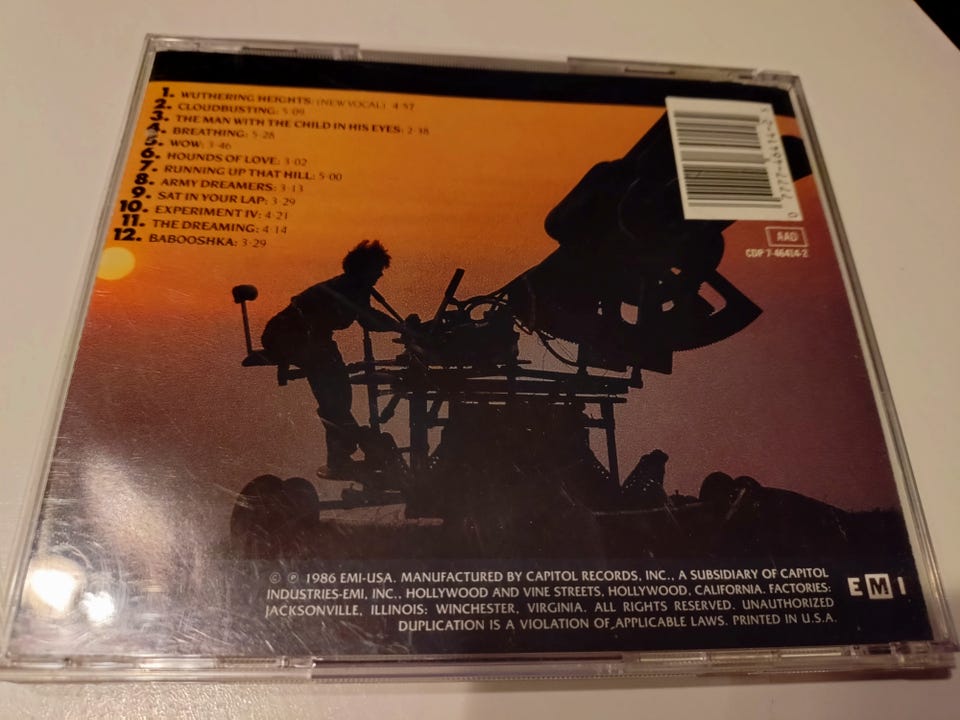 1. WUTHERING HEIGHTS: (NEW VOCAL) 4:57
2. CLOUDBUSTING: 5:09
3. THE MAN WITH THE CHILD IN HIS EYES: 2:38
4. BREATHING: 5:28
5. WOW: 3:46
6. HOUNDS OF LOVE: 3:02
7. RUNNING UP THAT HILL: 5:00
8. ARMY DREAMERS: 3:13
9. SAT IN YOUR LAP: 3:29
10. EXPERIMENT IV: 4:21
11. THE DREAMING: 4:14
12. BABOOSHKA: 3:29
0 7777-46414-2 3
AAD
CDP 7-46414-2
© ℗ 1986 EMI-USA. MANUFACTURED BY CAPITOL RECORDS, INC., A SUBSIDIARY OF CAPITOL
INDUSTRIES-EMI, INC., HOLLYWOOD AND VINE STREETS, HOLLYWOOD, CALIFORNIA. FACTORIES:
JACKSONVILLE, ILLINOIS: WINCHESTER, VIRGINIA. ALL RIGHTS RESERVED. UNAUTHORIZED
DUPLICATION IS A VIOLATION OF APPLICABLE LAWS. PRINTED IN U.S.A.
EMI